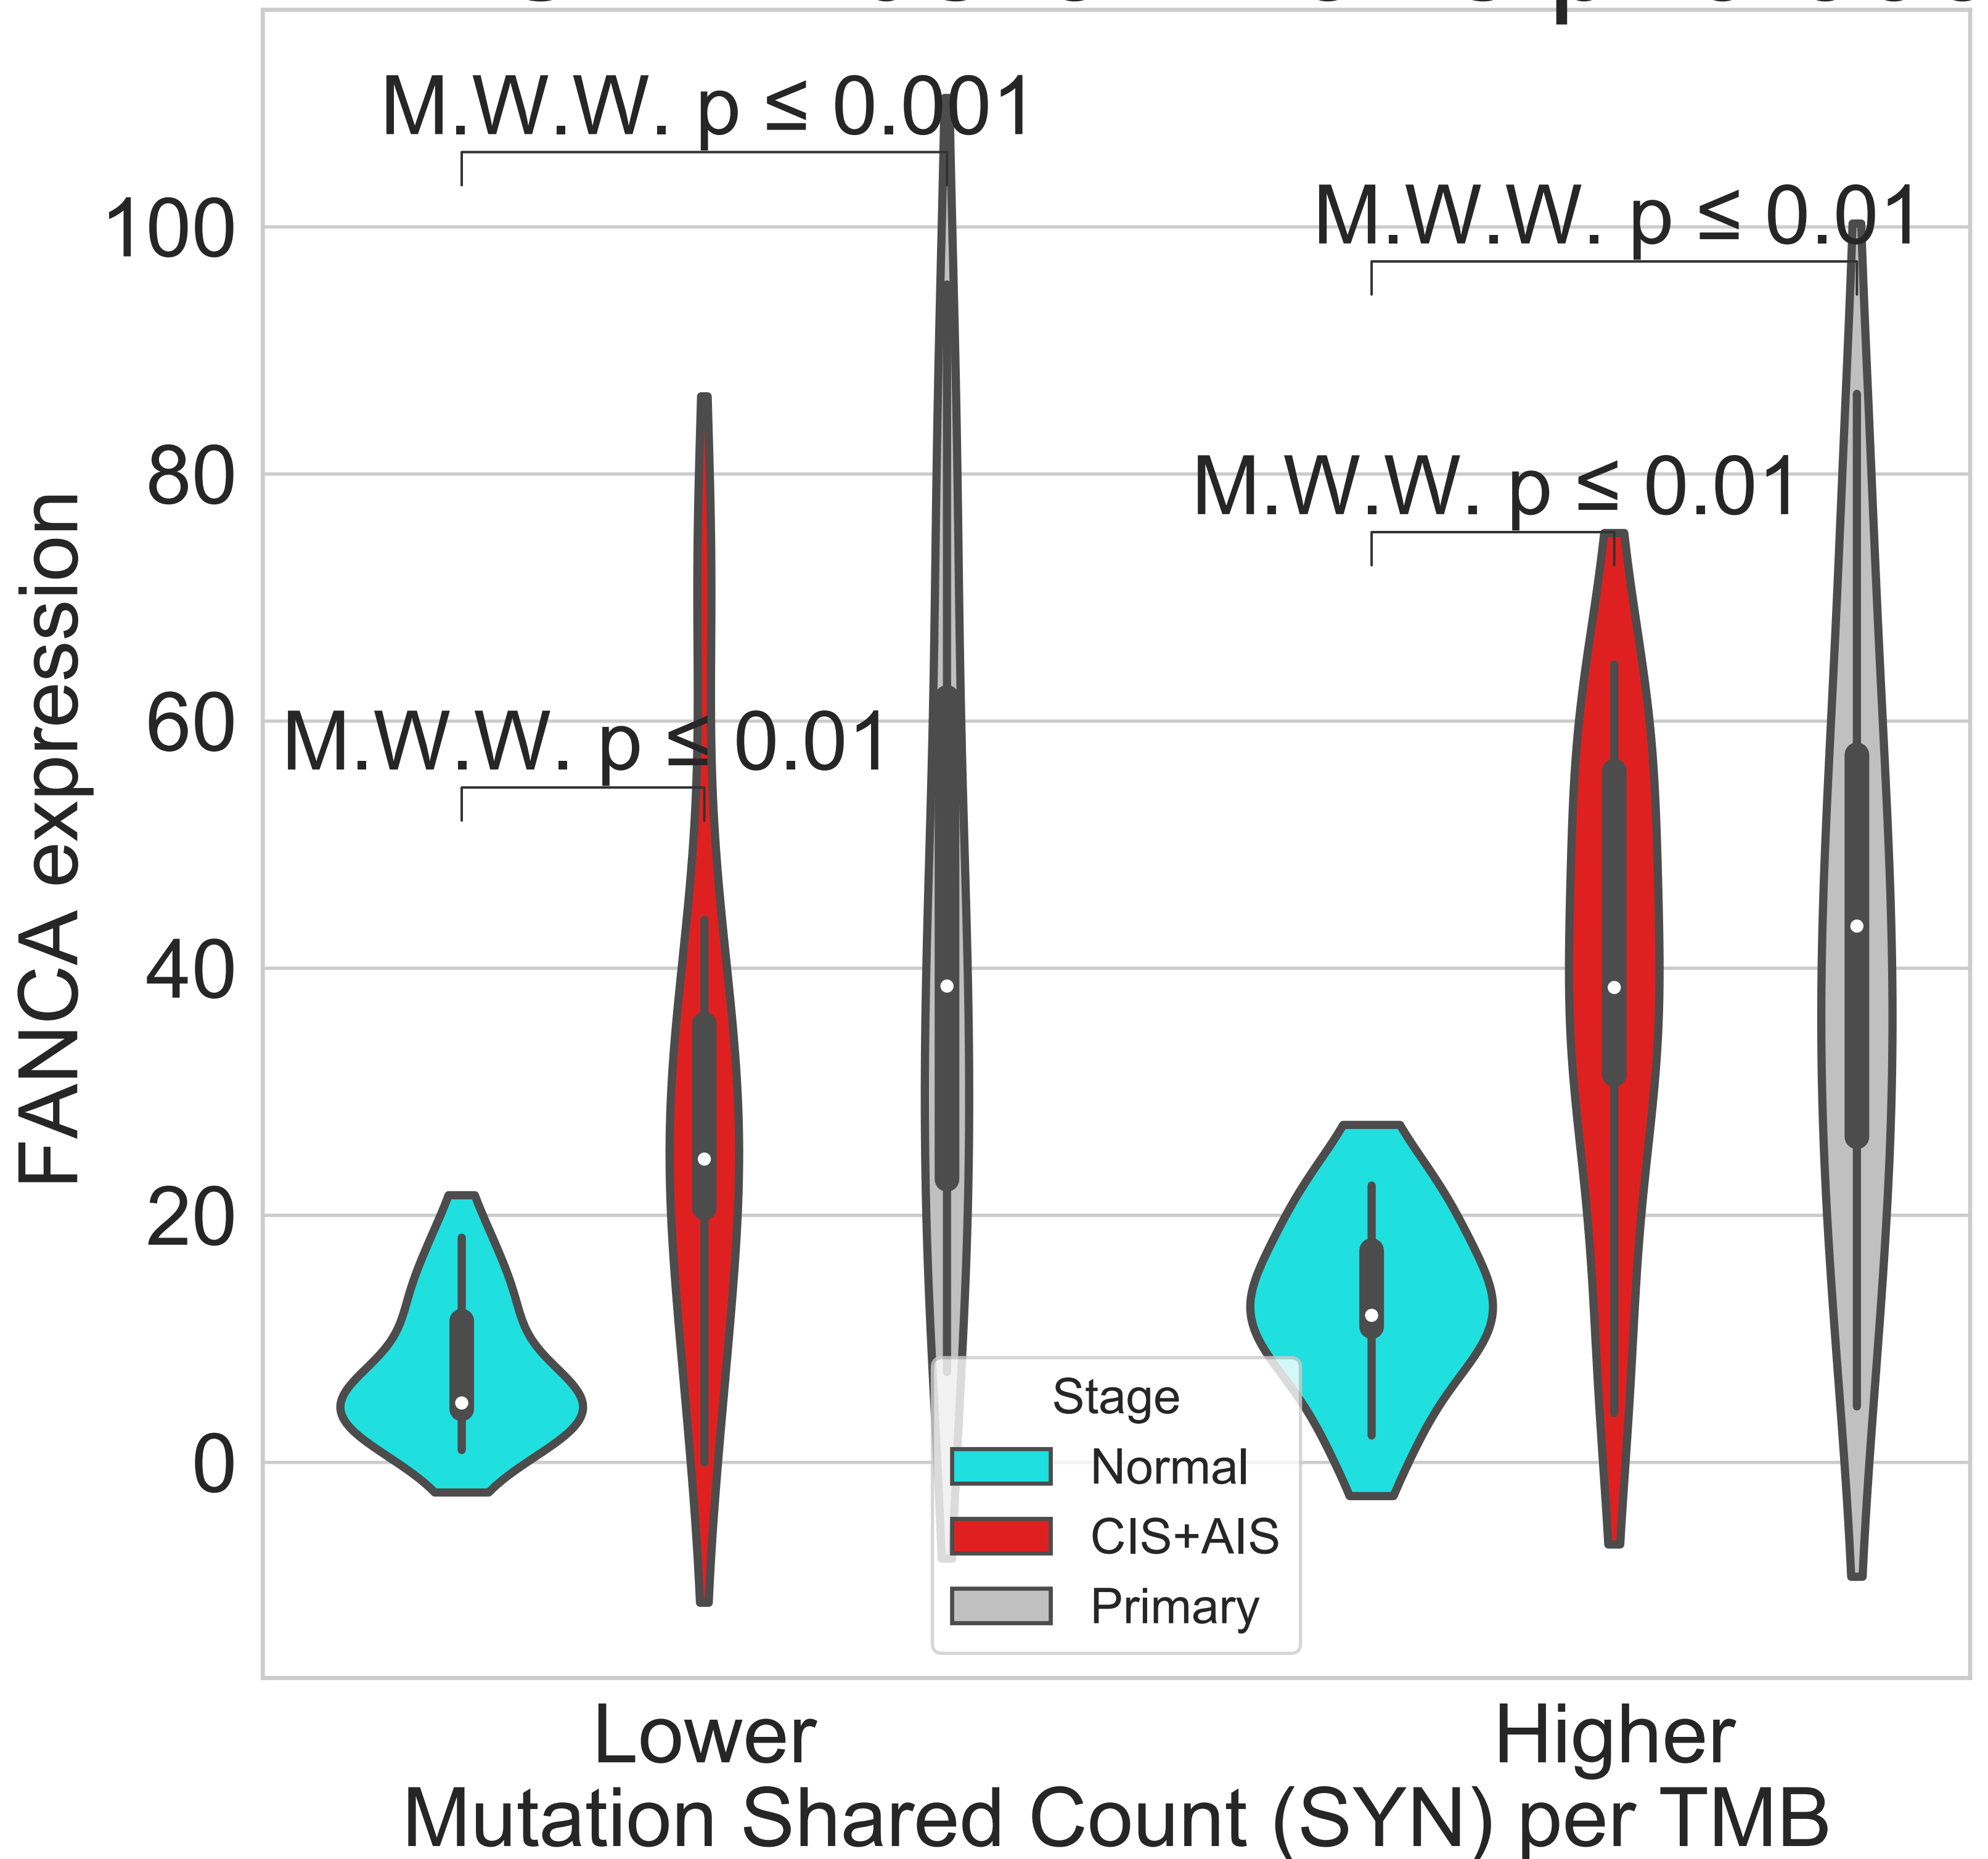 M.W.W. p ≤ 0.001
M.W.W. p ≤ 0.01
M.W.W. p ≤ 0.01
M.W.W. p ≤ 0.01
100
80
60
40
20
0
FANCA expression
Stage
Normal
CIS+AIS
Primary
Lower
Higher
Mutation Shared Count (SYN) per TMB